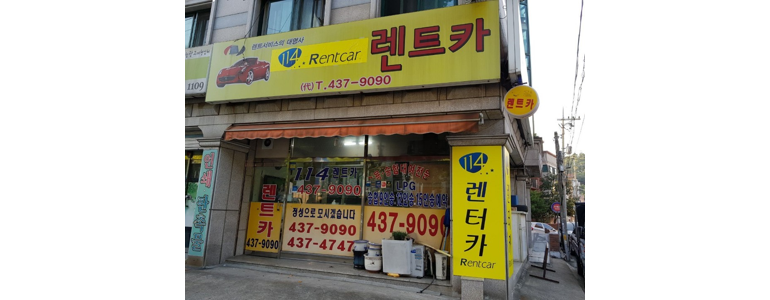 렌트서비스의 대명사
114 Rentcar 렌트카
(代)T.437-9090
1109
렌트카
114 렌트카
437-9090
LPG
렌트카
437-9090
정성으로 모시겠습니다
437-9090
437-4747
437-9090
114
렌터카
Rentcar